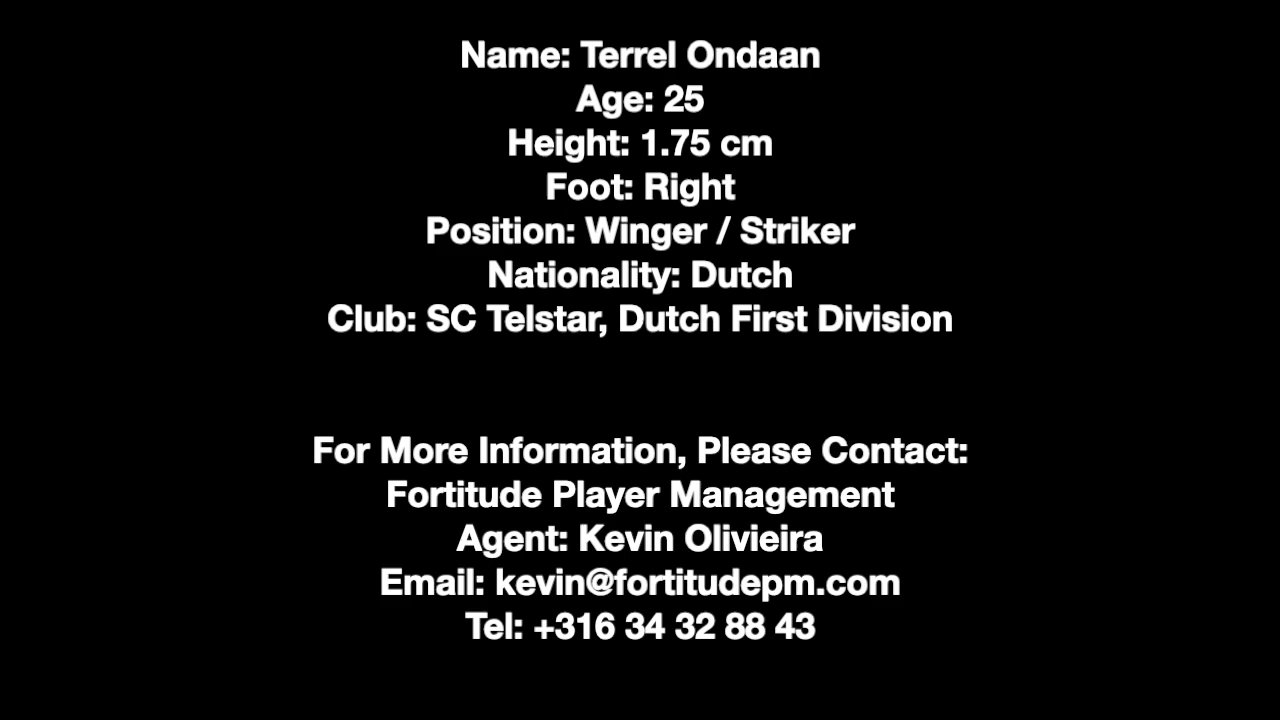 Name: Terrel Ondaan
Age: 25
Height: 1.75 cm
Foot: Right
Position: Winger / Striker
Nationality: Dutch
Club: SC Telstar, Dutch First Division
For More Information, Please Contact:
Fortitude Player Management
Agent: Kevin Olivieira
Email: kevin@fortitudepm.com
Tel: +316 34 32 88 43